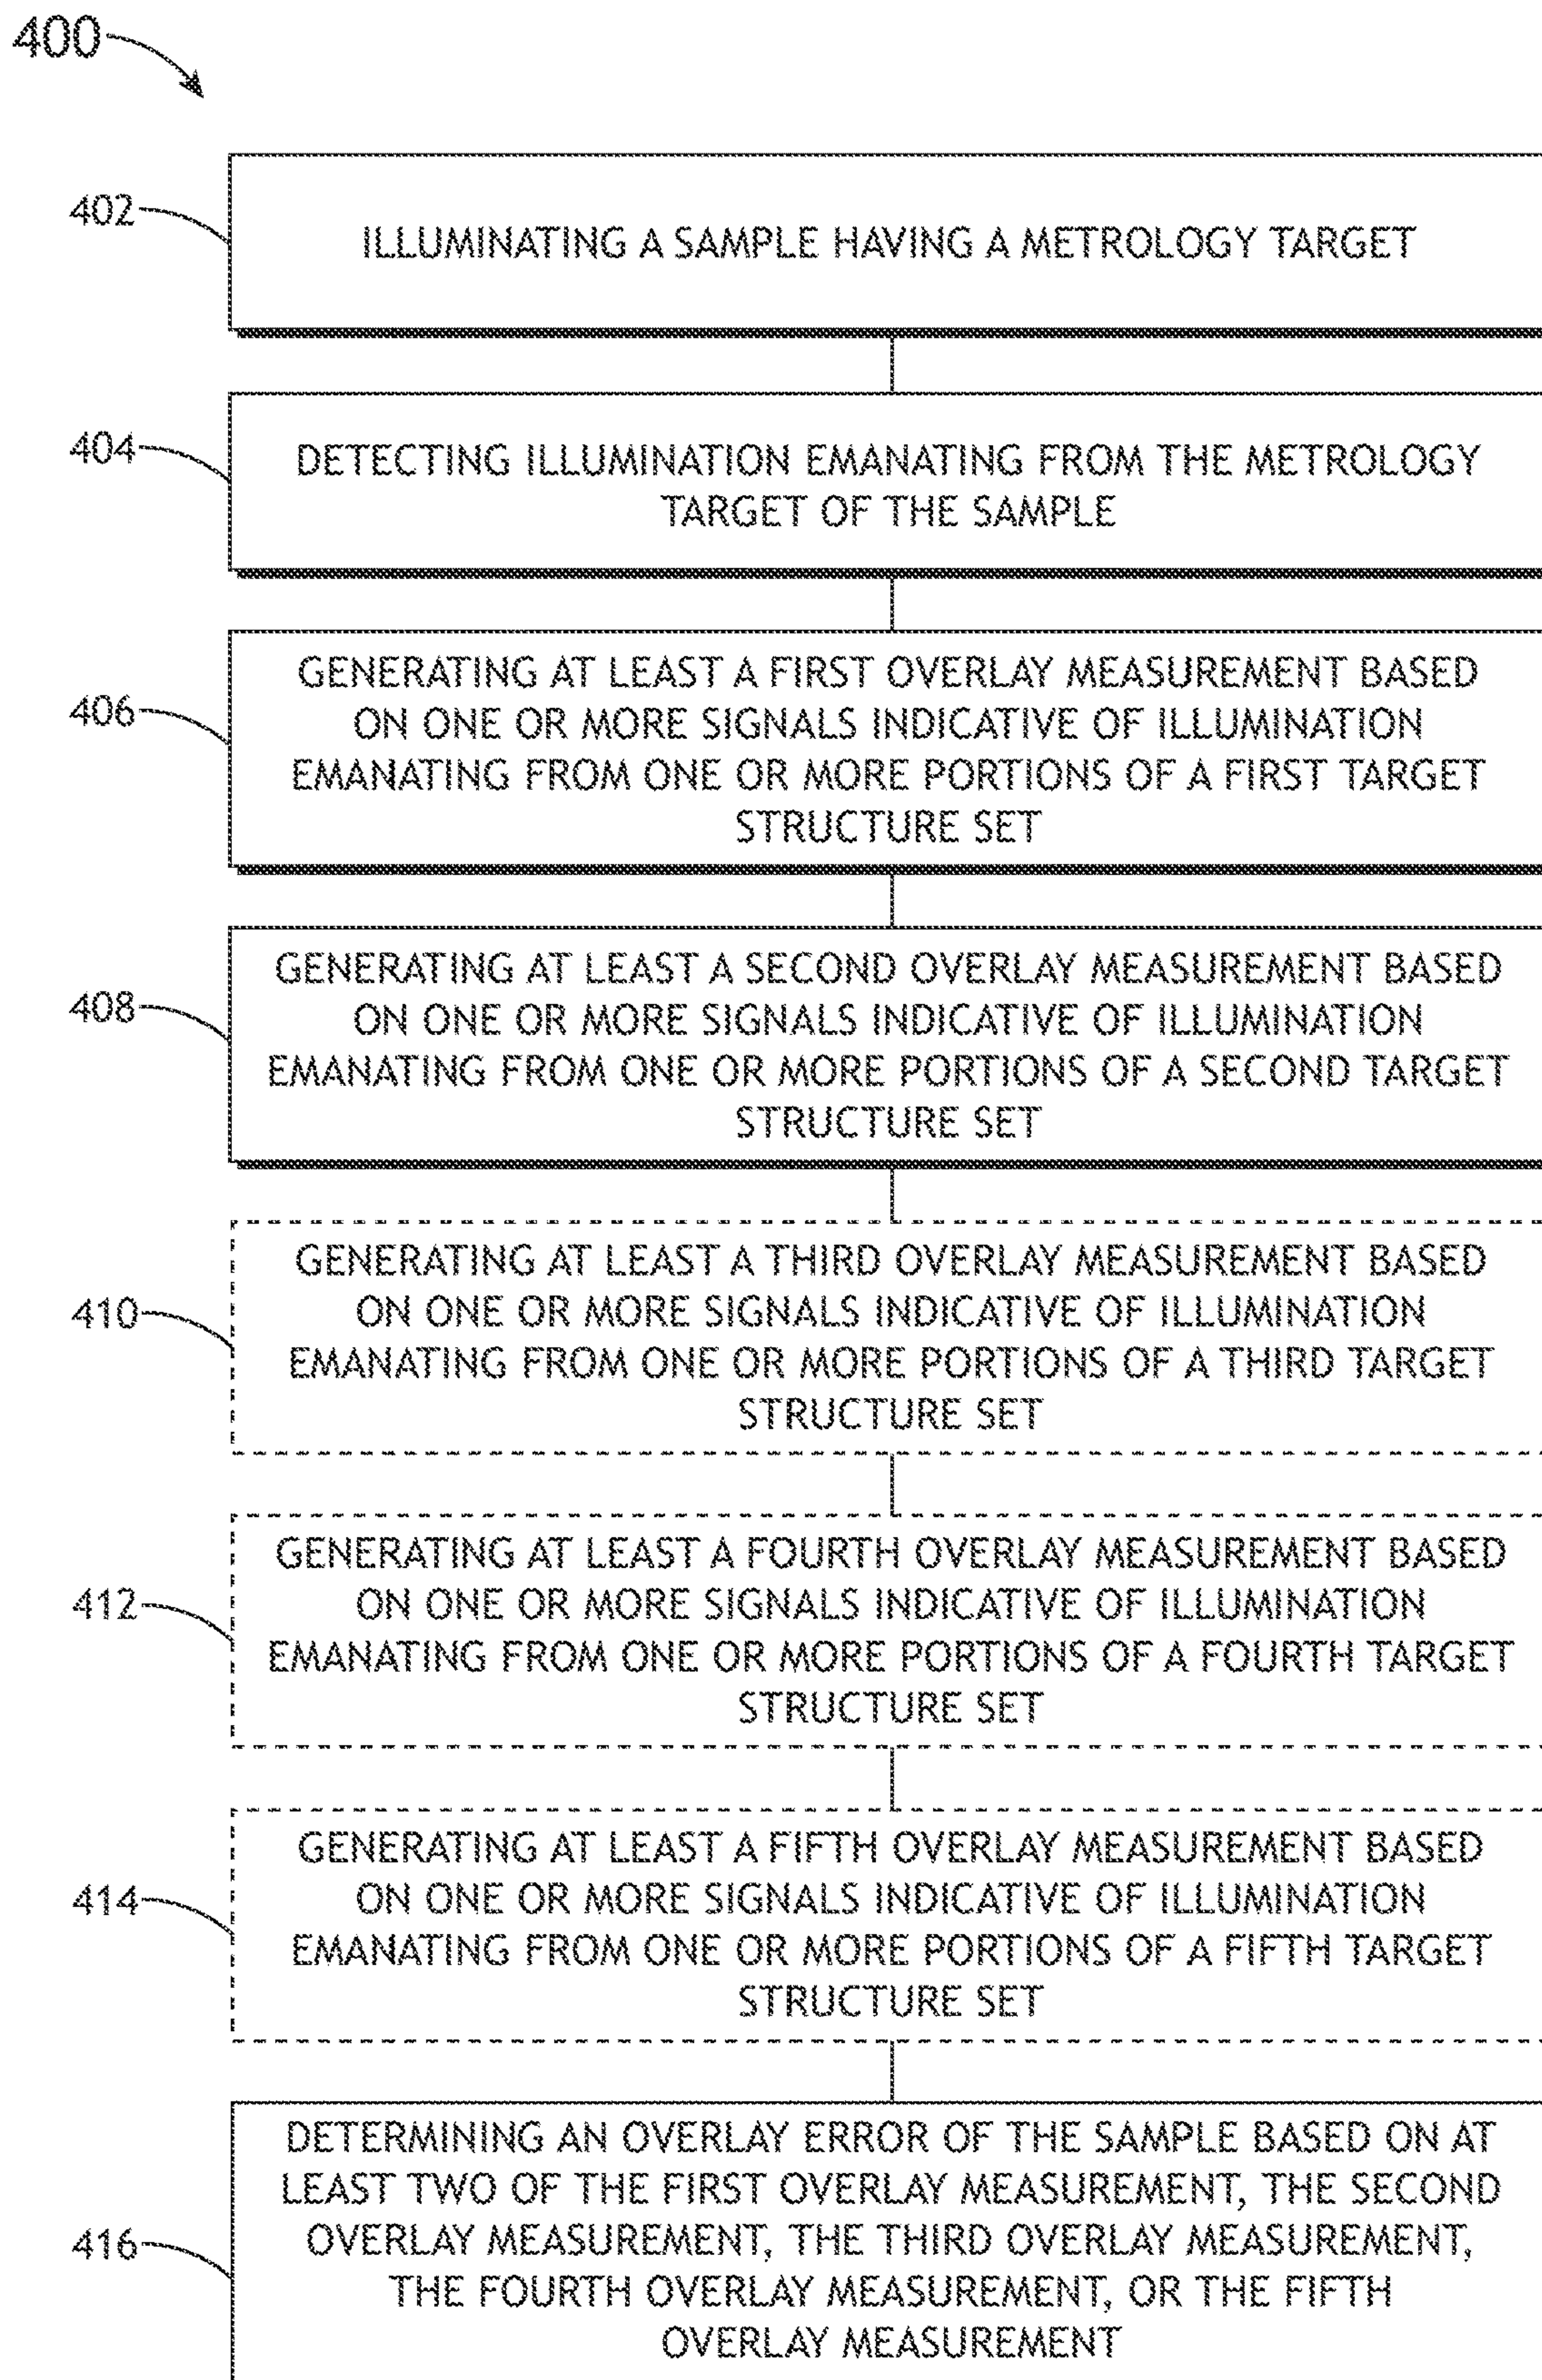 400
402
ILLUMINATING A SAMPLE HAVING A METROLOGY TARGET
404
DETECTING ILLUMINATION EMANATING FROM THE METROLOGY
TARGET OF THE SAMPLE
406
GENERATING AT LEAST A FIRST OVERLAY MEASUREMENT BASED
ON ONE OR MORE SIGNALS INDICATIVE OF ILLUMINATION
EMANATING FROM ONE OR MORE PORTIONS OF A FIRST TARGET
STRUCTURE SET
408
GENERATING AT LEAST A SECOND OVERLAY MEASUREMENT BASED
ON ONE OR MORE SIGNALS INDICATIVE OF ILLUMINATION
EMANATING FROM ONE OR MORE PORTIONS OF A SECOND TARGET
STRUCTURE SET
410
GENERATING AT LEAST A THIRD OVERLAY MEASUREMENT BASED
ON ONE OR MORE SIGNALS INDICATIVE OF ILLUMINATION
EMANATING FROM ONE OR MORE PORTIONS OF A THIRD TARGET
STRUCTURE SET
412
GENERATING AT LEAST A FOURTH OVERLAY MEASUREMENT BASED
ON ONE OR MORE SIGNALS INDICATIVE OF ILLUMINATION
EMANATING FROM ONE OR MORE PORTIONS OF A FOURTH TARGET
STRUCTURE SET
414
GENERATING AT LEAST A FIFTH OVERLAY MEASUREMENT BASED
ON ONE OR MORE SIGNALS INDICATIVE OF ILLUMINATION
EMANATING FROM ONE OR MORE PORTIONS OF A FIFTH TARGET
STRUCTURE SET
416
DETERMINING AN OVERLAY ERROR OF THE SAMPLE BASED ON AT
LEAST TWO OF THE FIRST OVERLAY MEASUREMENT, THE SECOND
OVERLAY MEASUREMENT, THE THIRD OVERLAY MEASUREMENT,
THE FOURTH OVERLAY MEASUREMENT, OR THE FIFTH
OVERLAY MEASUREMENT